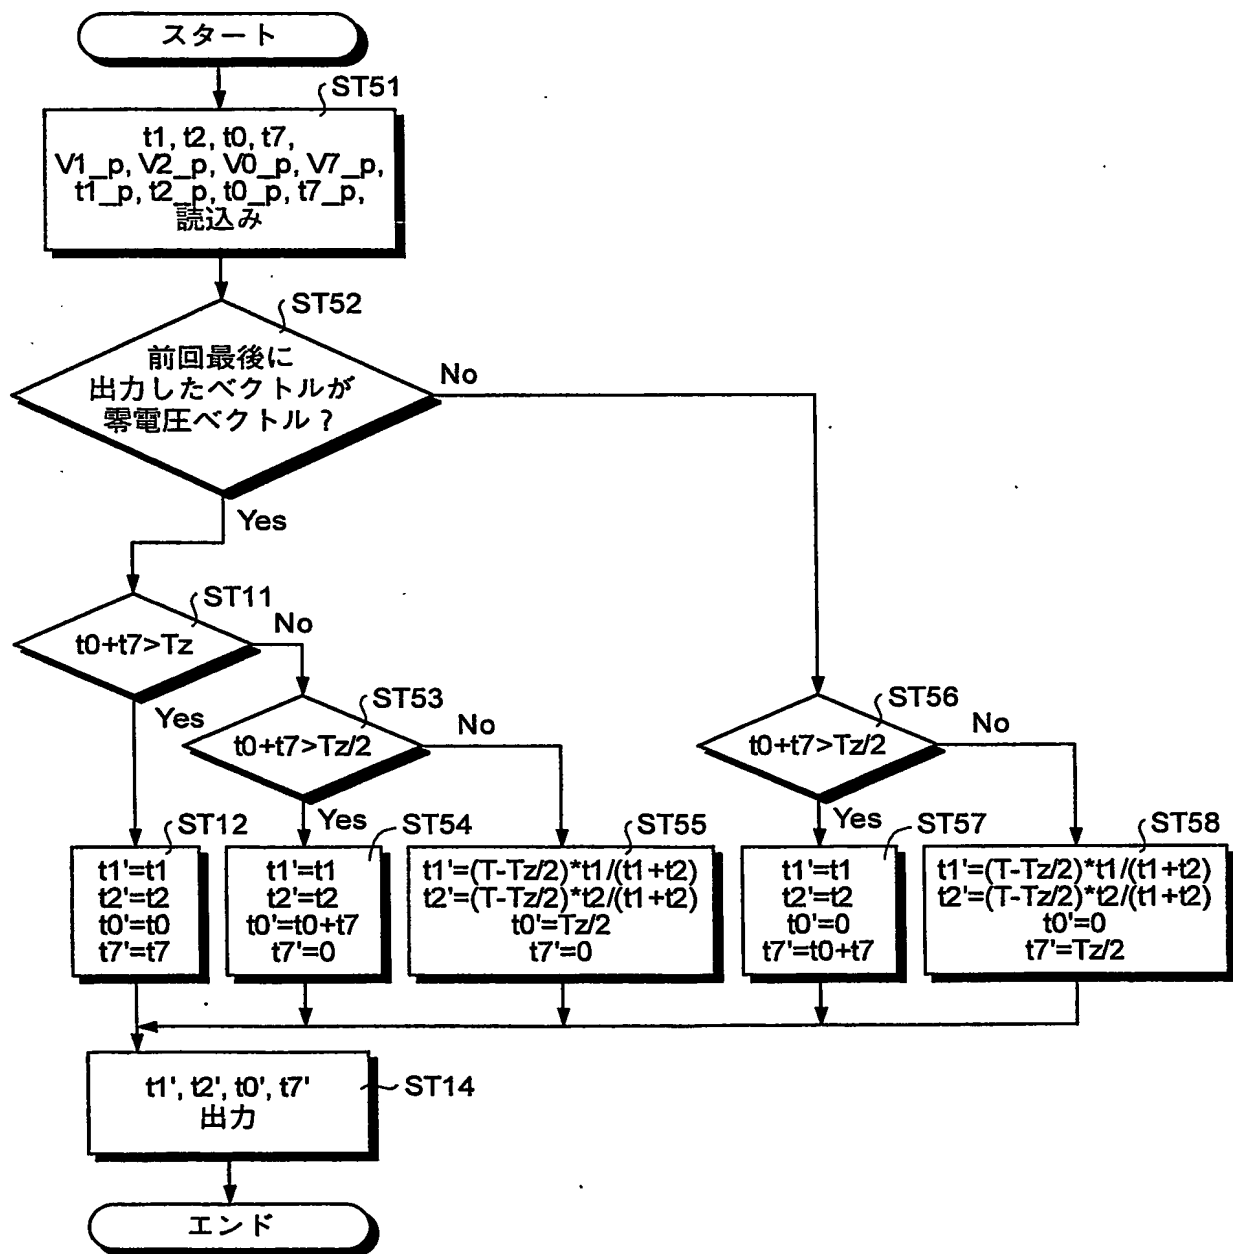 スタート
ST51
t1, t2, t0, t7,
V1_p, V2_p, V0_p, V7_p,
t1_p, t2_p, t0_p, t7_p,
読込み
ST52
前回最後に
出力したベクトルが
零電圧ベクトル？
No
Yes
ST11
t0+t7>Tz
No
Yes
ST53
t0+t7>Tz/2
No
Yes
ST56
t0+t7>Tz/2
No
Yes
ST12
t1'=t1
t2'=t2
t0'=t0
t7'=t7
ST54
t1'=t1
t2'=t2
t0'=t0+t7
t7'=0
ST55
t1'=(T-Tz/2)*t1/(t1+t2)
t2'=(T-Tz/2)*t2/(t1+t2)
t0'=Tz/2
t7'=0
ST57
t1'=t1
t2'=t2
t0'=0
t7'=t0+t7
ST58
t1'=(T-Tz/2)*t1/(t1+t2)
t2'=(T-Tz/2)*t2/(t1+t2)
t0'=0
t7'=Tz/2
t1', t2', t0', t7'
出力
ST14
エンド